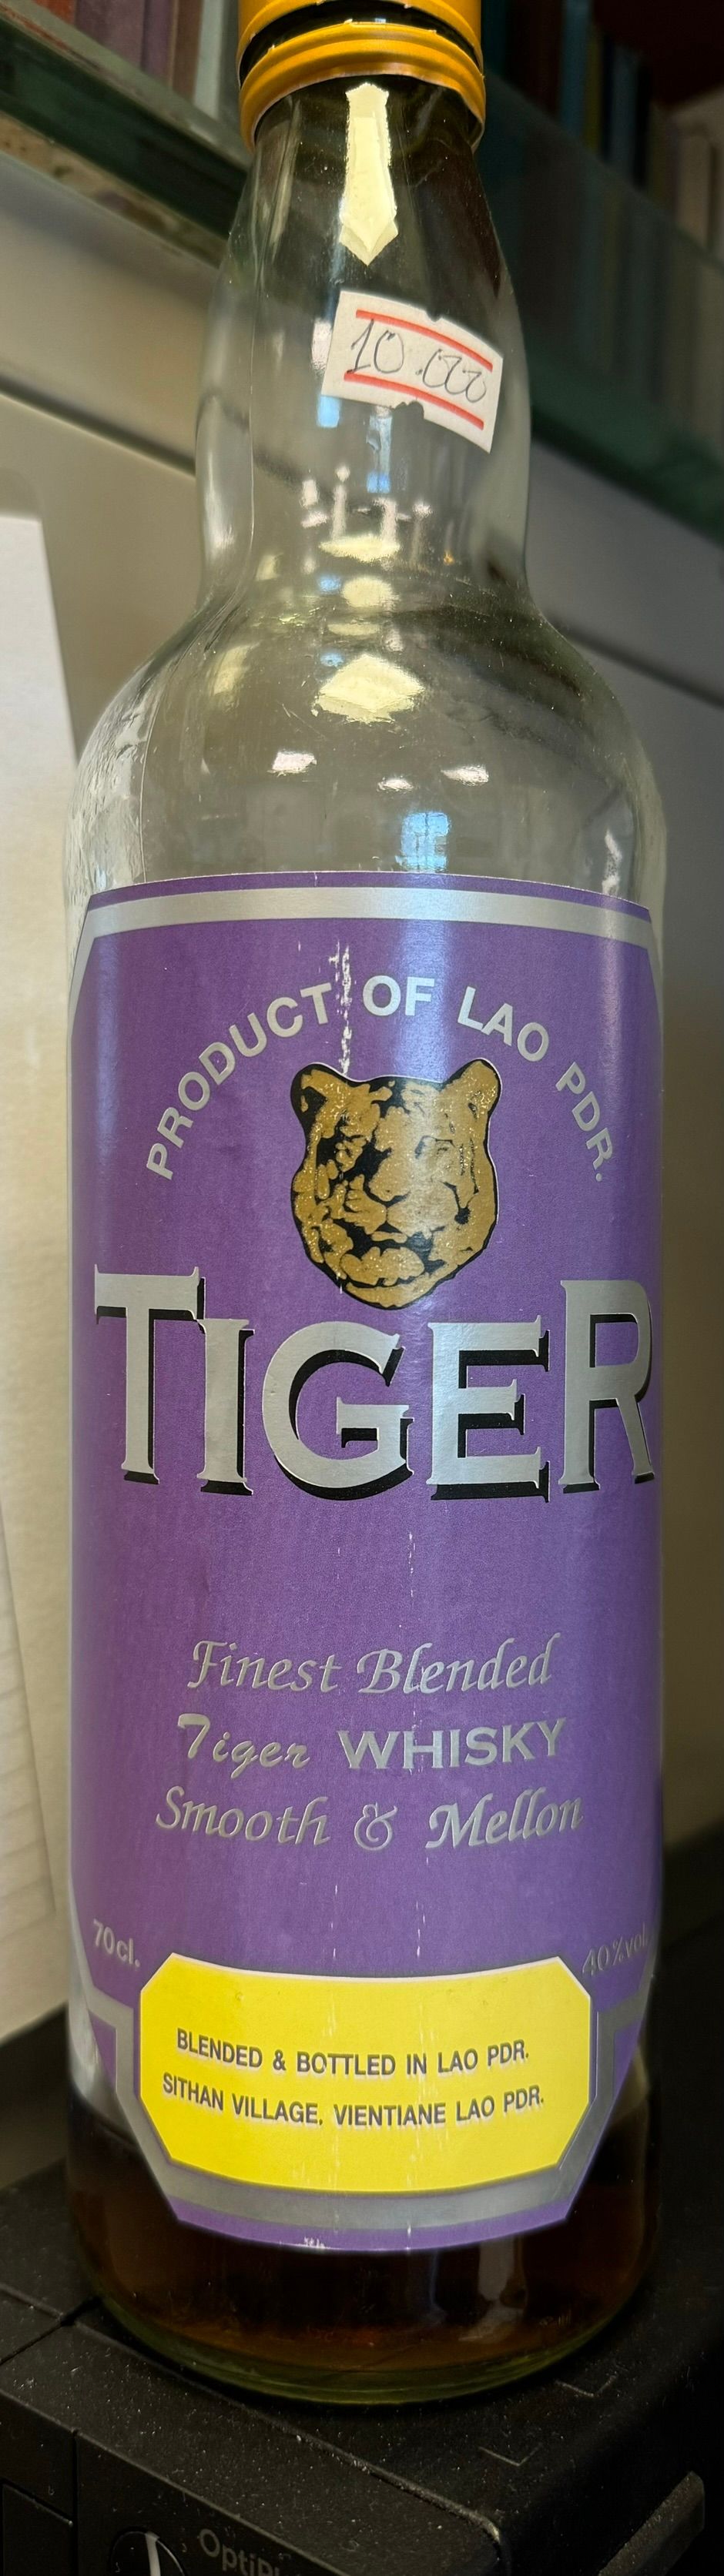 10.000
PRODUCT OF LAO PDR.
TIGER
Finest Blended
Tiger WHISKY
Smooth & Mellon
70cl.
40%vol.
BLENDED & BOTTLED IN LAO PDR.
SITHAN VILLAGE, VIENTIANE LAO PDR.